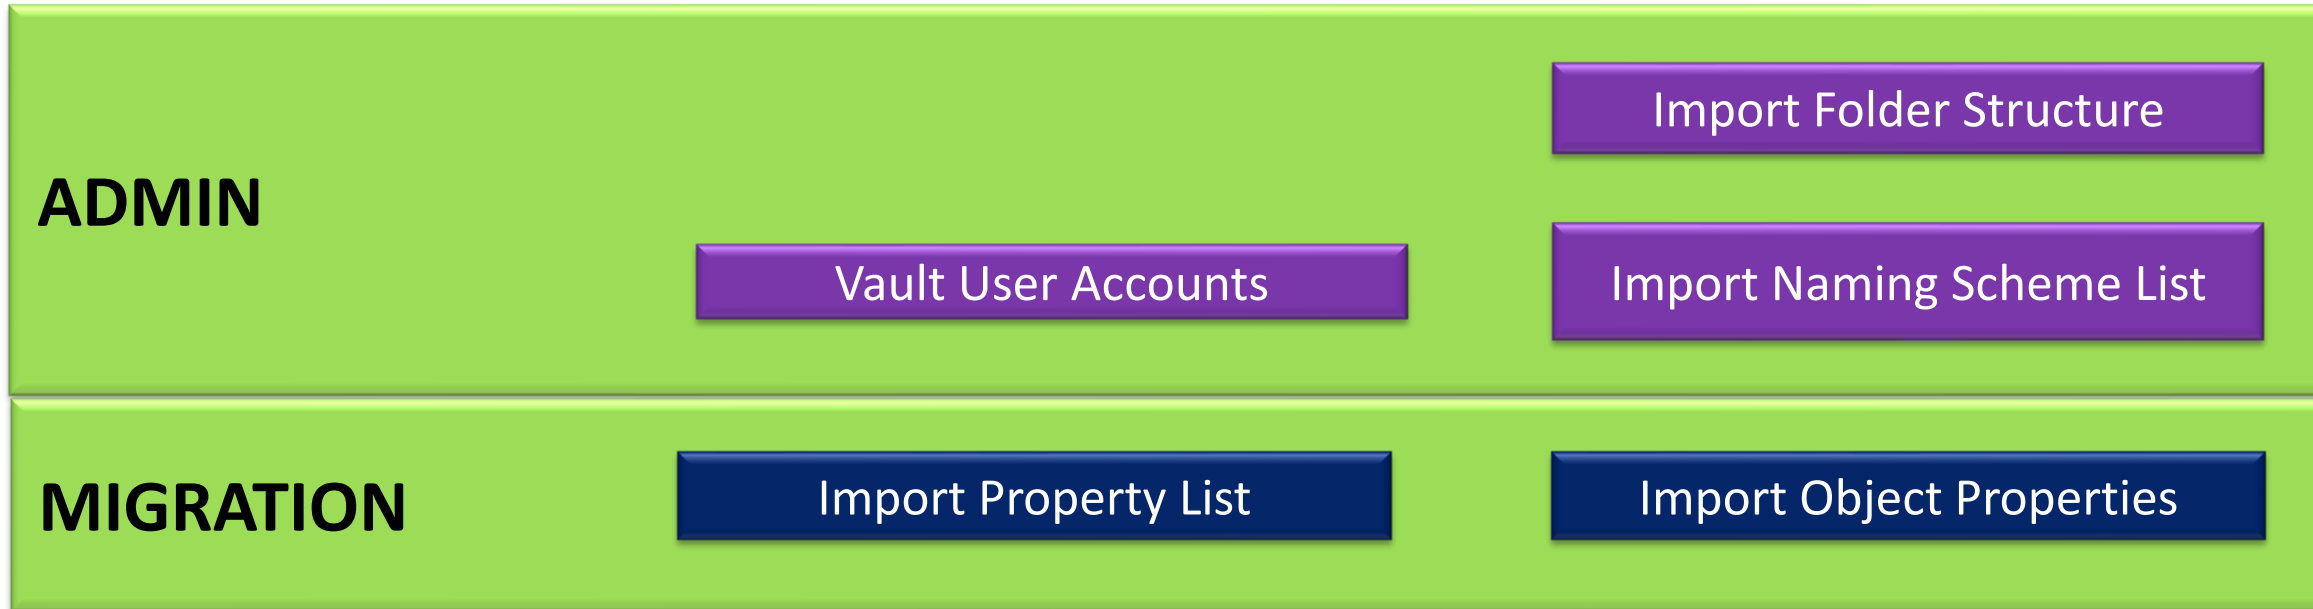 ADMIN
Import Folder Structure
Vault User Accounts
Import Naming Scheme List
MIGRATION
Import Property List
Import Object Properties